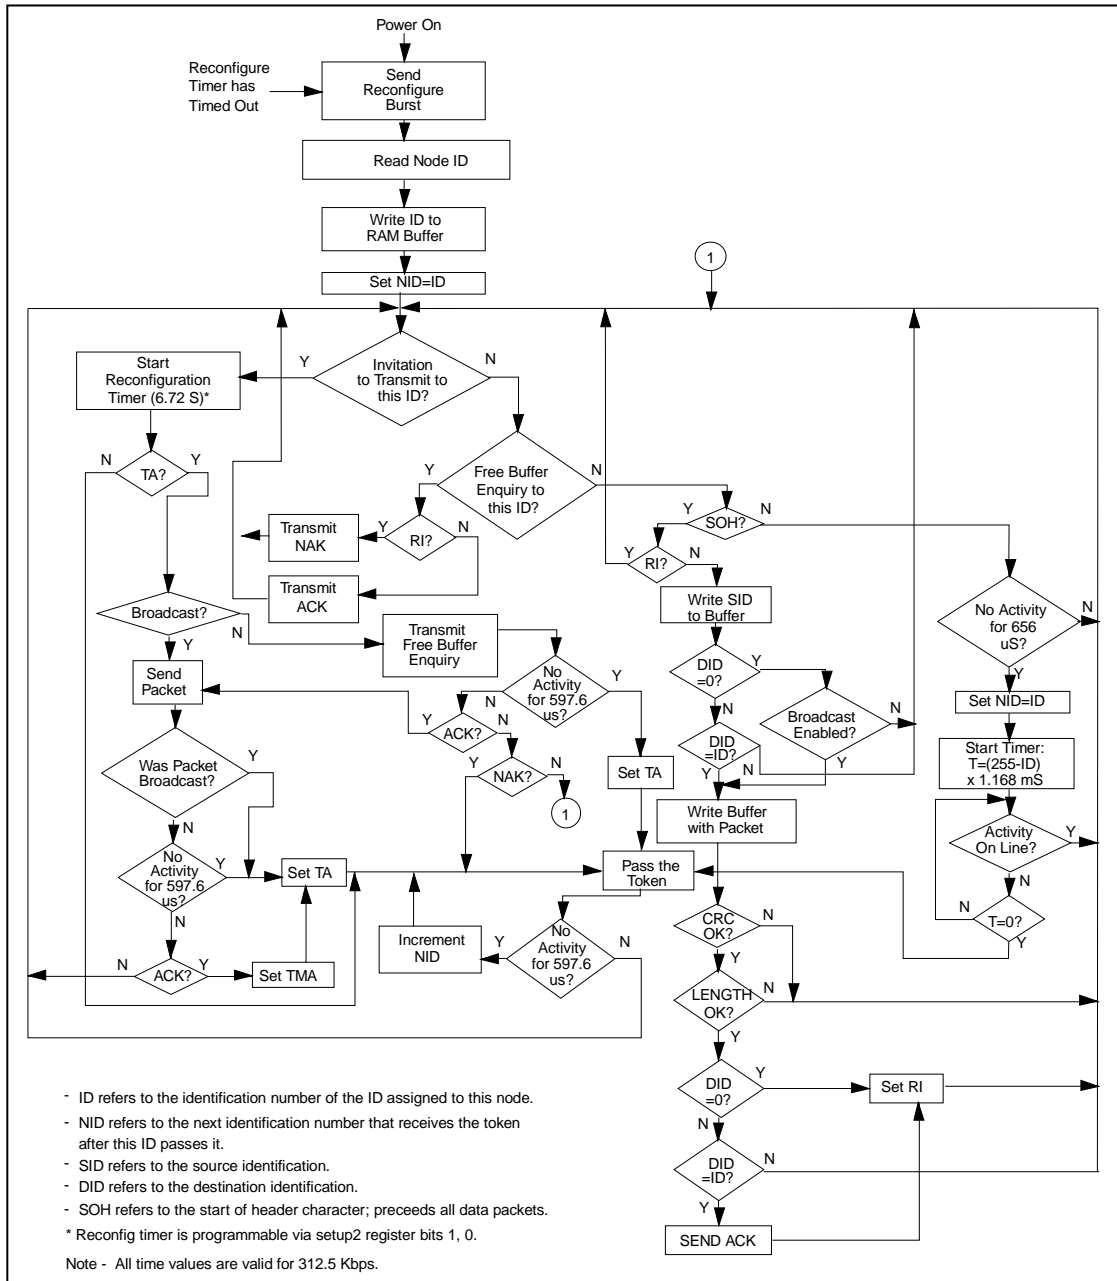 Power On
Reconfigure
Timer has
Timed Out
Send
Reconfigure
Burst
Read Node ID
Write ID to
RAM Buffer
1
Set NID=ID
Start
Reconfiguration
Timer (6.72 S)*
Y
Invitation
to Transmit to
this ID?
N
N
TA?
Y
Y
Free Buffer
Enquiry to
this ID?
N
Transmit
NAK
Y
RI?
N
Y
SOH?
N
Y
RI?
N
Transmit
ACK
Write SID
to Buffer
No Activity
for 656
uS?
N
Y
Broadcast?
N
Y
Transmit
Free Buffer
Enquiry
Send
Packet
No
Activity
for 597.6
us?
N
Y
DID
=0?
Y
N
Broadcast
Enabled?
N
Y
Set NID=ID
Y
ACK?
N
DID
=ID?
Y
N
Start Timer:
T=(255-ID)
x 1.168 mS
Was Packet
Broadcast?
Y
N
Y
NAK?
N
1
Set TA
Write Buffer
with Packet
Activity
On Line?
Y
N
No
Activity
for 597.6
us?
Y
N
Set TA
Pass the
Token
N
T=0?
Y
CRC
OK?
N
Y
Increment
NID
Y
No
Activity
for 597.6
us?
N
N
ACK?
Y
Set TMA
LENGTH
OK?
N
Y
DID
=0?
Y
N
Set RI
DID
=ID?
N
Y
SEND ACK
- ID refers to the identification number of the ID assigned to this node.
- NID refers to the next identification number that receives the token
after this ID passes it.
- SID refers to the source identification.
- DID refers to the destination identification.
- SOH refers to the start of header character; preceeds all data packets.
* Reconfig timer is programmable via setup2 register bits 1, 0.
Note - All time values are valid for 312.5 Kbps.